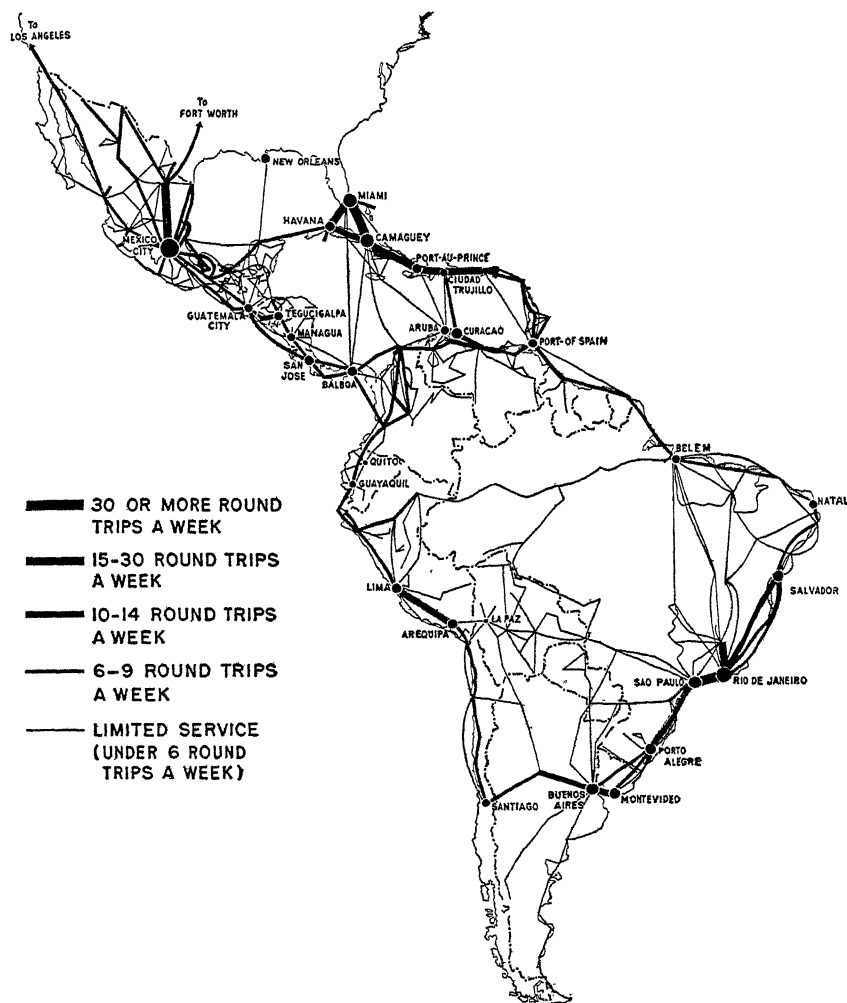 TO
LOS ANGELES
TO
FORT WORTH
NEW ORLEANS
MIAMI
HAVANA
CAMAGUEY
MEXICO
CITY
PORT-AU-PRINCE
CIUDAD
TRUJILLO
GUATEMALA
CITY
TEGUCIGALPA
MANAGUA
ARUBA
CURACAO
PORT-OF SPAIN
SAN
JOSE
BALBOA
BELEM
QUITO
GUAYAQUIL
NATAL
30 OR MORE ROUND
TRIPS A WEEK
15-30 ROUND TRIPS
A WEEK
10-14 ROUND TRIPS
A WEEK
6-9 ROUND TRIPS
A WEEK
LIMITED SERVICE
(UNDER 6 ROUND
TRIPS A WEEK)
LIMA
SALVADOR
AREQUIPA
LA PAZ
SAO PAULO
RIO DE JANEIRO
PORTO
ALEGRE
SANTIAGO
BUENOS
AIRES
MONTEVIDEO